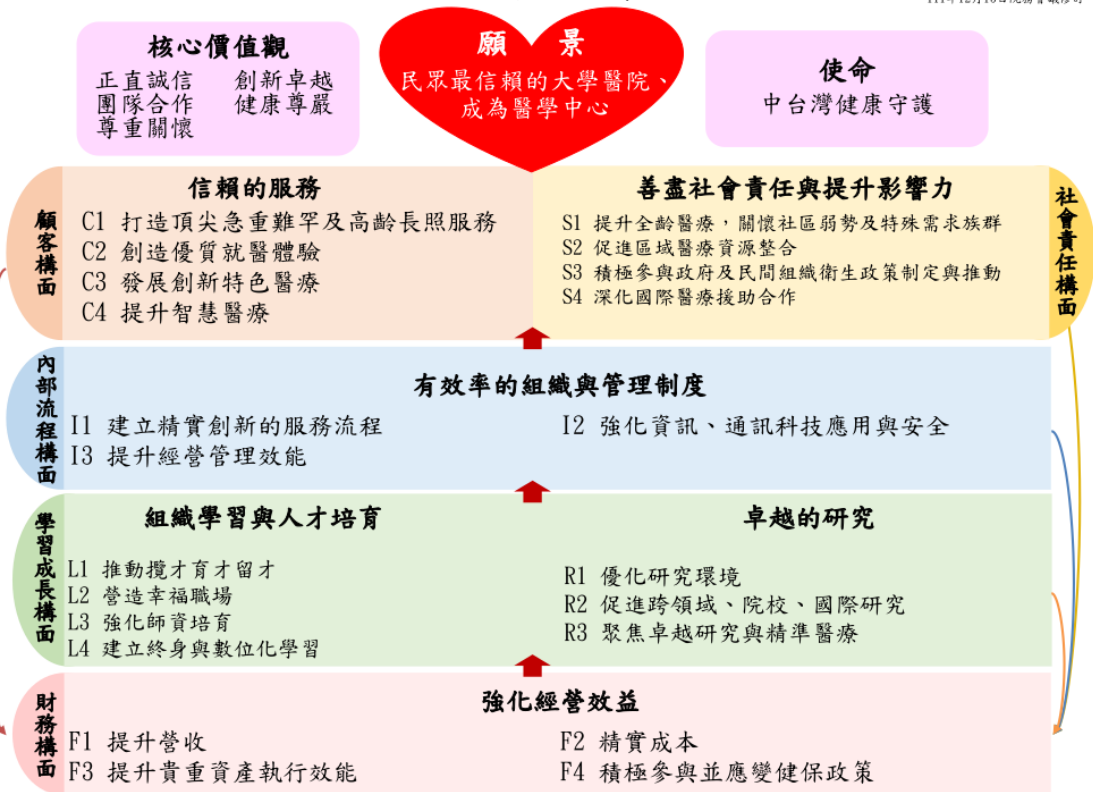 核心價值觀
正直誠信 創新卓越
團隊合作 健康尊嚴
尊重關懷
願 景
民眾最信賴的大學醫院、
成為醫學中心
使命
中台灣健康守護
顧客構面
信賴的服務
C1 打造頂尖急重難罕及高齡長照服務
C2 創造優質就醫體驗
C3 發展創新特色醫療
C4 提升智慧醫療
善盡社會責任與提升影響力
S1 提升全齡醫療，關懷社區弱勢及特殊需求族群
S2 促進區域醫療資源整合
S3 積極參與政府及民間組織衛生政策制定與推動
S4 深化國際醫療援助合作
社會責任構面
內部流程構面
有效率的組織與管理制度
I1 建立精實創新的服務流程
I2 強化資訊、通訊科技應用與安全
I3 提升經營管理效能
學習成長構面
組織學習與人才培育
L1 推動攬才育才留才
L2 營造幸福職場
L3 強化師資培育
L4 建立終身與數位化學習
卓越的研究
R1 優化研究環境
R2 促進跨領域、院校、國際研究
R3 聚焦卓越研究與精準醫療
財務構面
強化經營效益
F1 提升營收
F2 精實成本
F3 提升貴重資產執行效能
F4 積極參與並應變健保政策